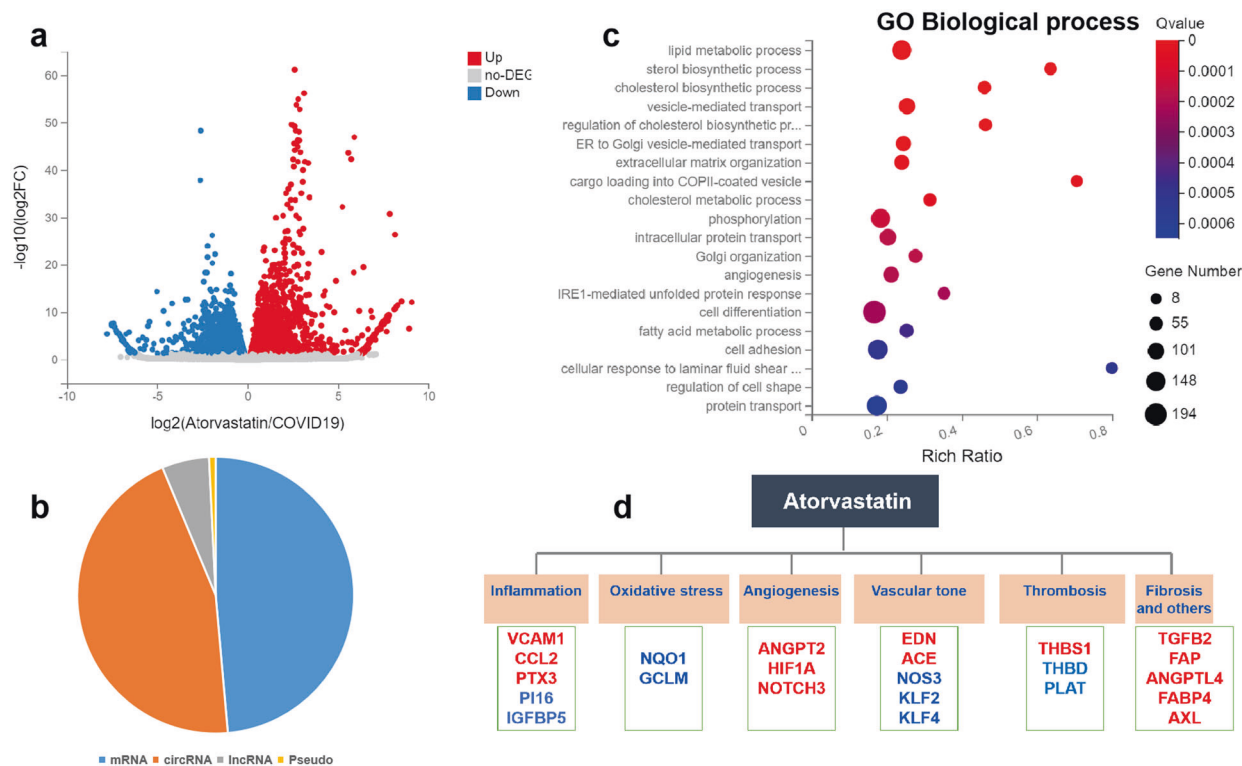 a
Up
no-DEG
Down
60
50
40
30
20
10
0
-10
-5
0
5
10
-log10(log2FC)
log2(Atorvastatin/COVID19)
b
mRNA circRNA lncRNA Pseudo
c
GO Biological process
lipid metabolic process
sterol biosynthetic process
cholesterol biosynthetic process
vesicle-mediated transport
regulation of cholesterol biosynthetic pr...
ER to Golgi vesicle-mediated transport
extracellular matrix organization
cargo loading into COPII-coated vesicle
cholesterol metabolic process
phosphorylation
intracellular protein transport
Golgi organization
angiogenesis
IRE1-mediated unfolded protein response
cell differentiation
fatty acid metabolic process
cell adhesion
cellular response to laminar fluid shear ...
regulation of cell shape
protein transport
0
0.2
0.4
0.6
0.8
Rich Ratio
Qvalue
0
0.0001
0.0002
0.0003
0.0004
0.0005
0.0006
Gene Number
8
55
101
148
194
d
Atorvastatin
Inflammation
VCAM1
CCL2
PTX3
PI16
IGFBP5
Oxidative stress
NQO1
GCLM
Angiogenesis
ANGPT2
HIF1A
NOTCH3
Vascular tone
EDN
ACE
NOS3
KLF2
KLF4
Thrombosis
THBS1
THBD
PLAT
Fibrosis
and others
TGFB2
FAP
ANGPTL4
FABP4
AXL